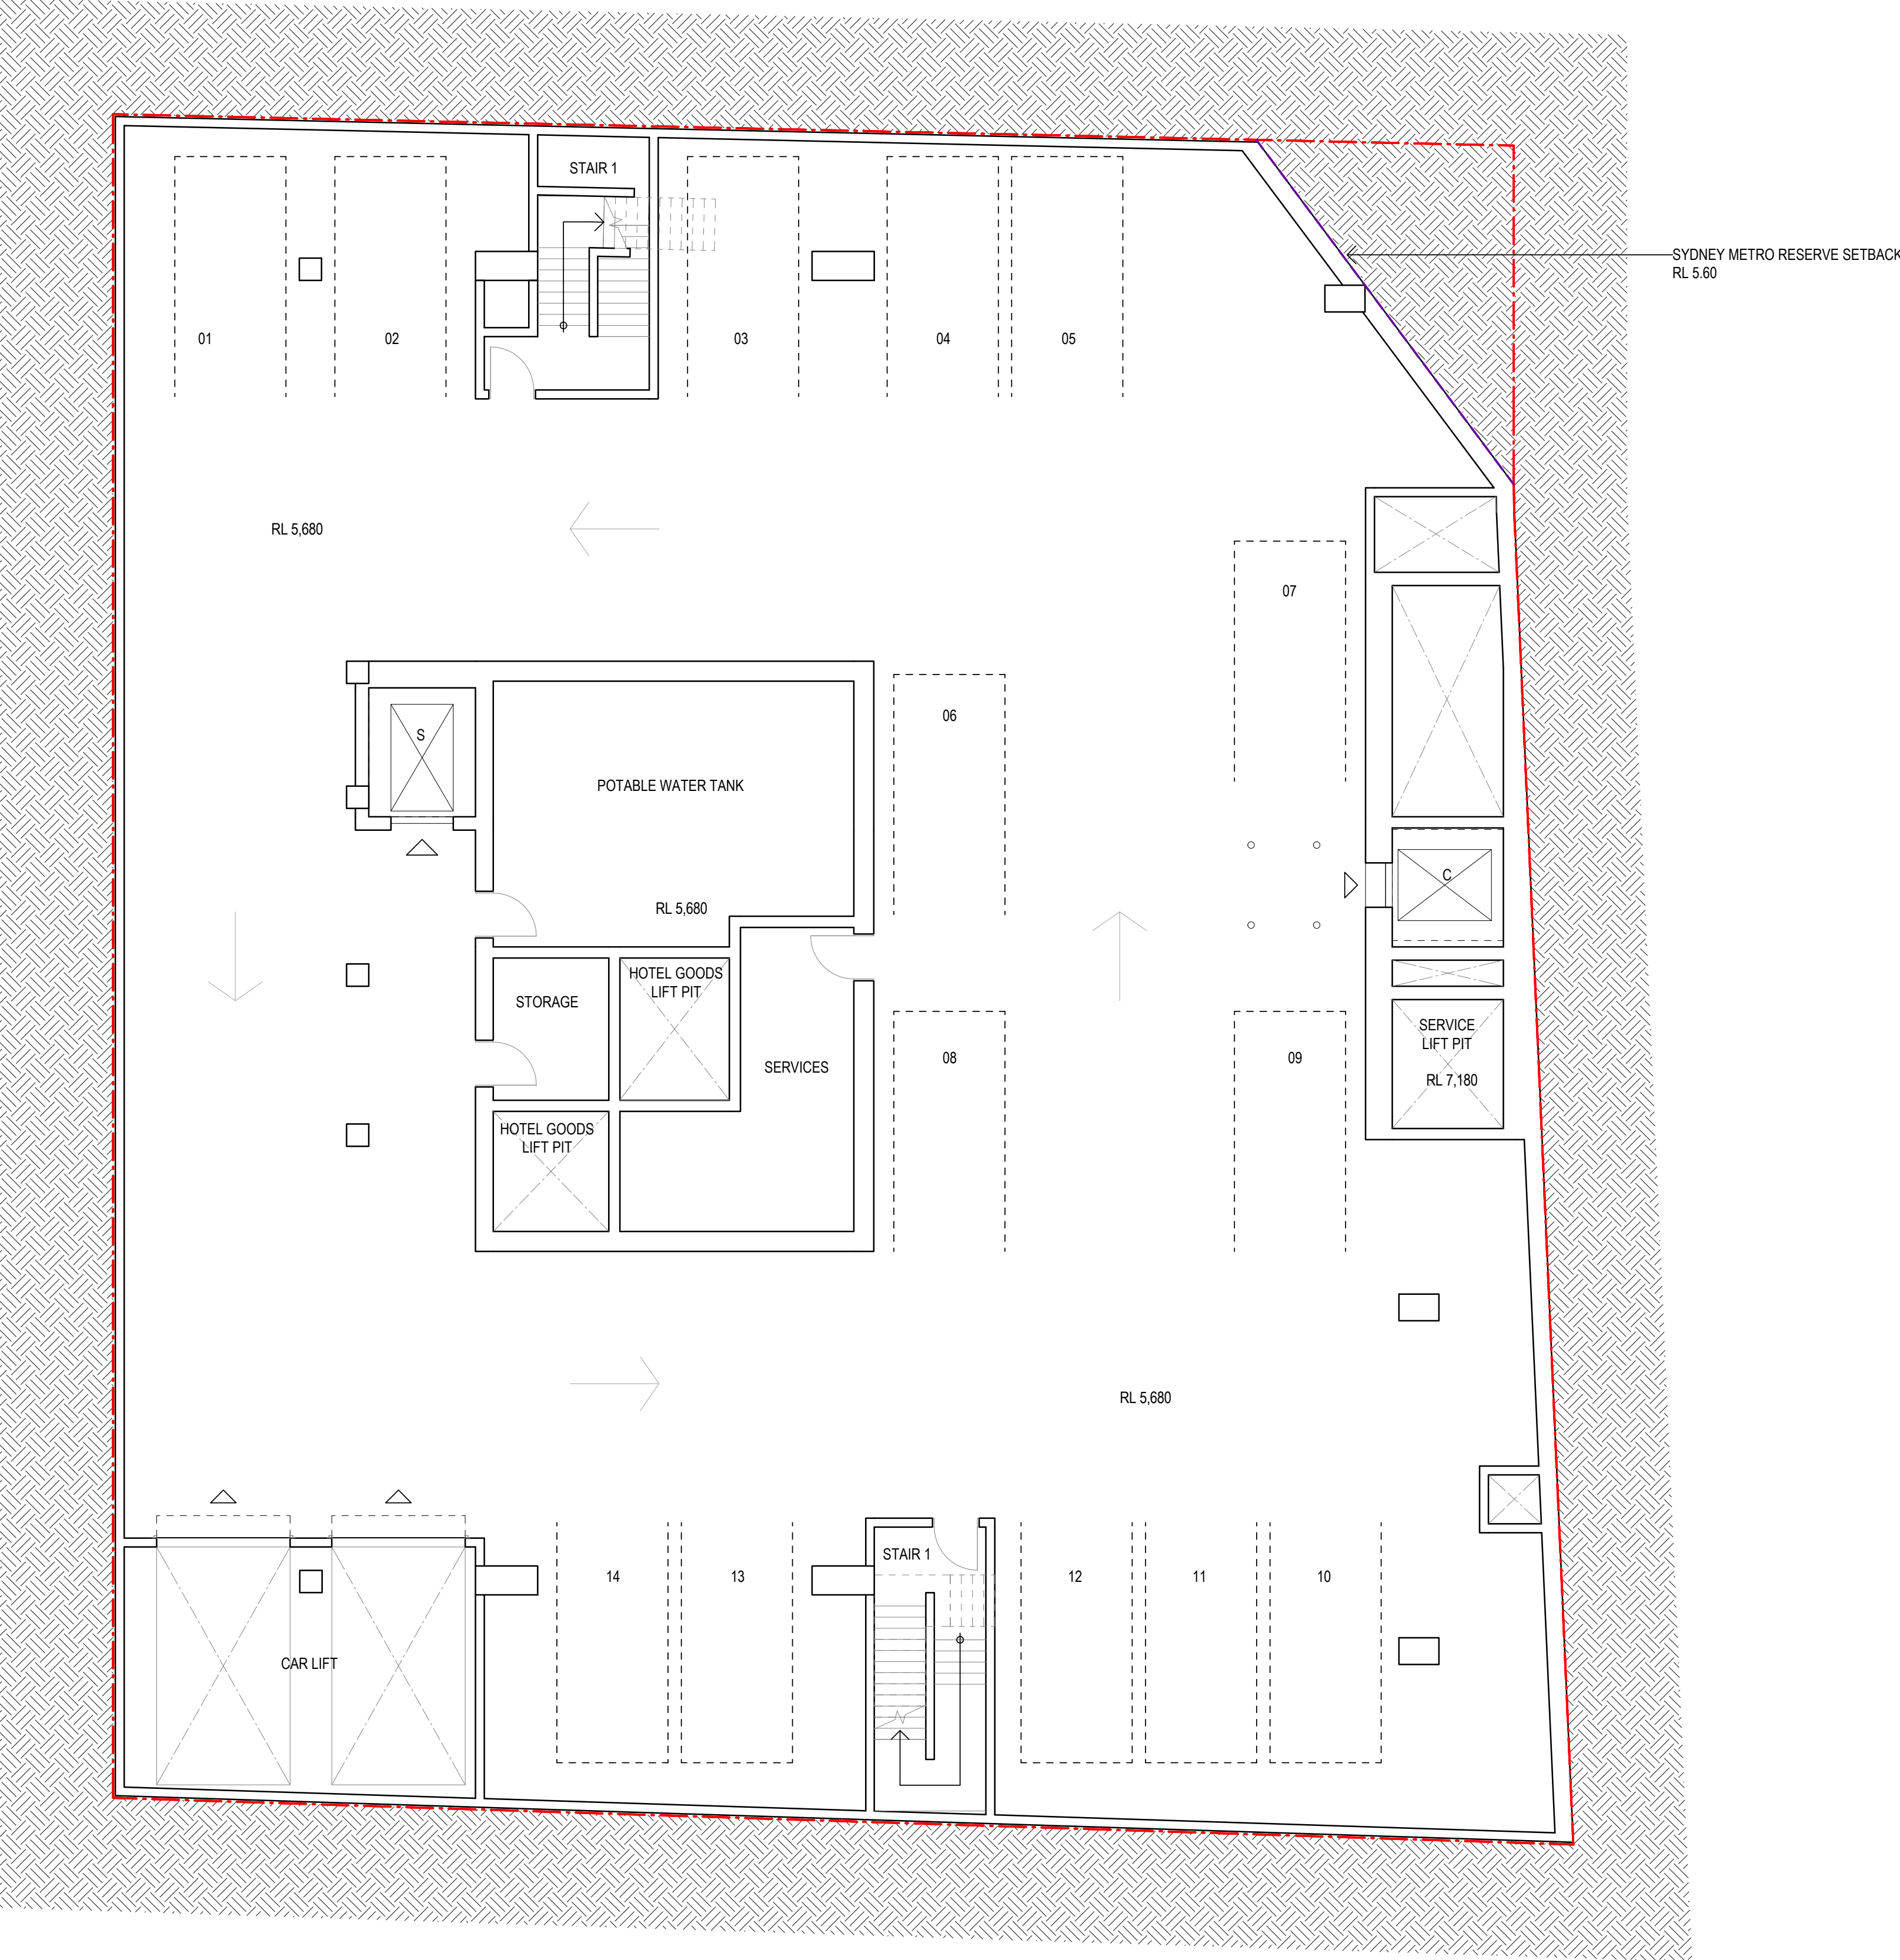 STAIR 1
SYDNEY METRO RESERVE SETBACK
RL 5.60
01
02
03
04
05
RL 5,680
07
06
S
POTABLE WATER TANK
C
RL 5,680
HOTEL GOODS
LIFT PIT
STORAGE
SERVICE
LIFT PIT
RL 7,180
SERVICES
08
09
HOTEL GOODS
LIFT PIT
RL 5,680
STAIR 1
14
13
12
11
10
CAR LIFT